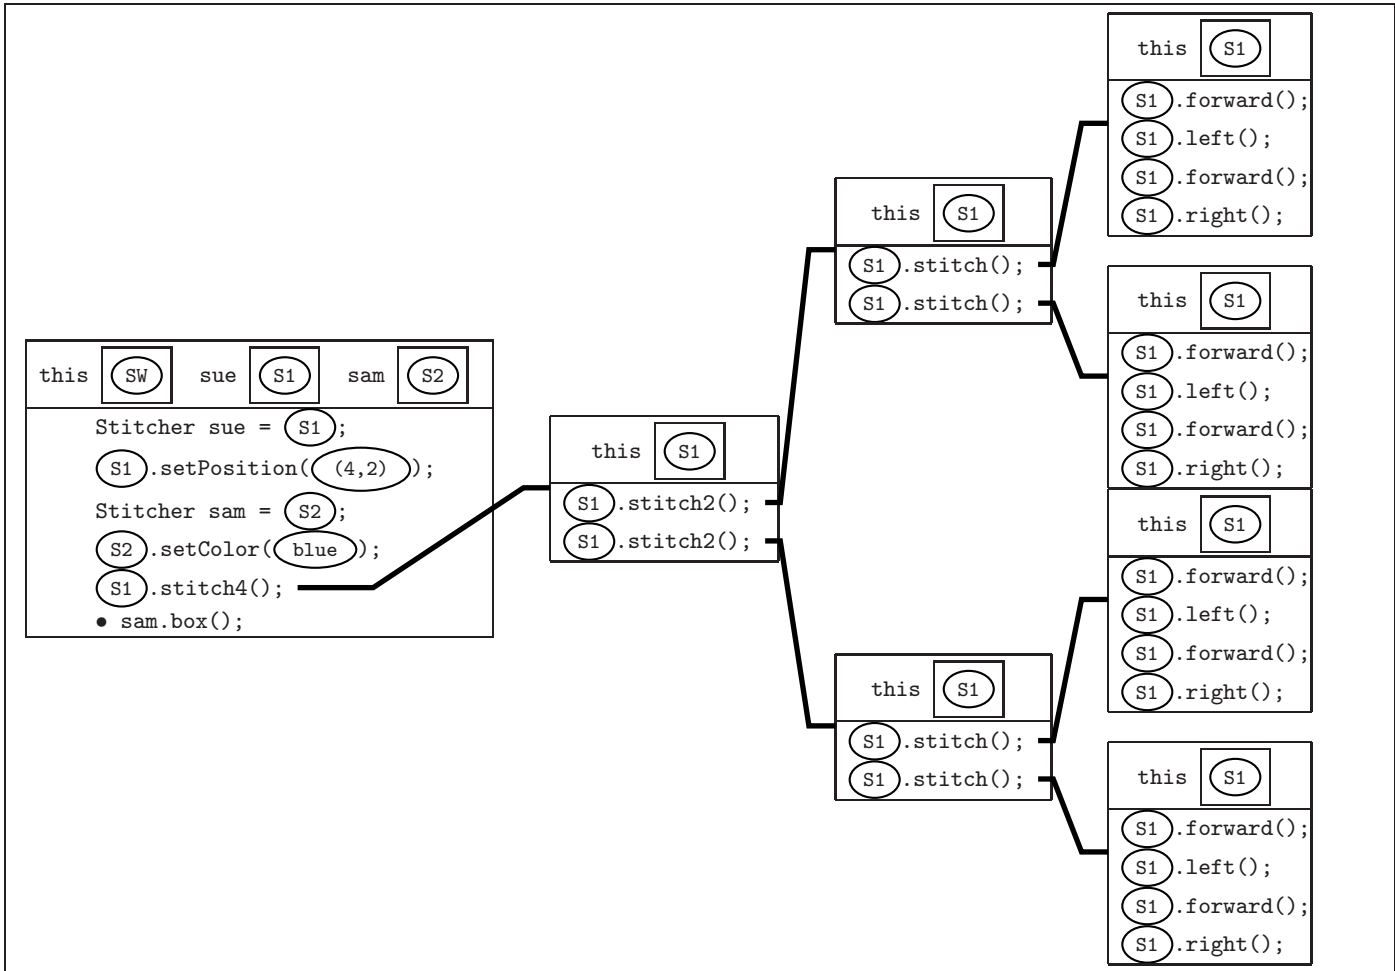 this SW sue S1 sam S2
Stitcher sue = S1;
S1.setPosition((4,2));
Stitcher sam = S2;
S2.setColor(blue);
S1.stitch4();
• sam.box();
this S1
S1.stitch2();
S1.stitch2();
this S1
S1.stitch();
S1.stitch();
this S1
S1.stitch();
S1.stitch();
this S1
S1.forward();
S1.left();
S1.forward();
S1.right();
this S1
S1.forward();
S1.left();
S1.forward();
S1.right();
this S1
S1.forward();
S1.left();
S1.forward();
S1.right();
this S1
S1.forward();
S1.left();
S1.forward();
S1.right();